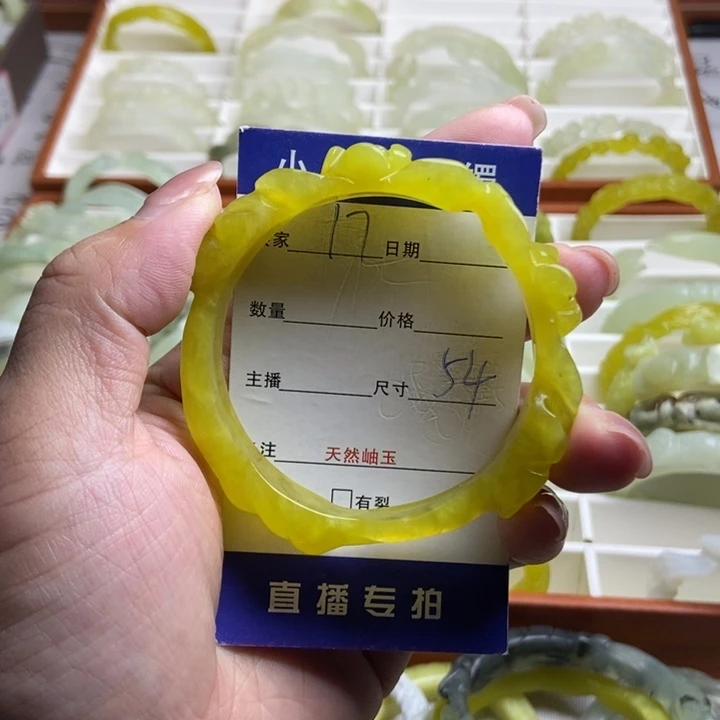 小
家 17 日期
数量 价格
主播 尺寸 54
注 天然岫玉
□有裂
直播专拍